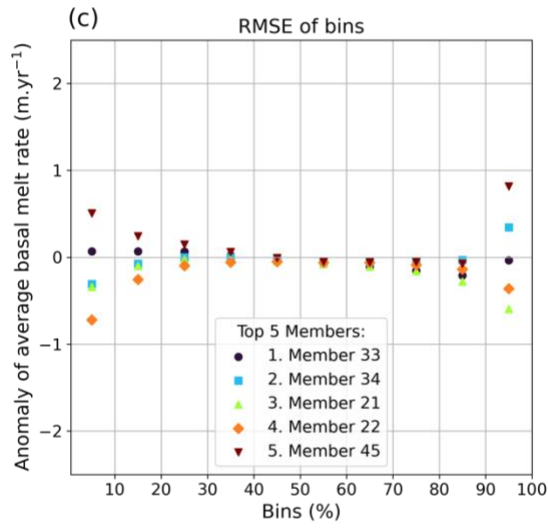 (c)
RMSE of bins
Anomaly of average basal melt rate (m.yr⁻¹)
2
1
0
−1
−2
Top 5 Members:
1. Member 33
2. Member 34
3. Member 21
4. Member 22
5. Member 45
10 20 30 40 50 60 70 80 90 100
Bins (%)